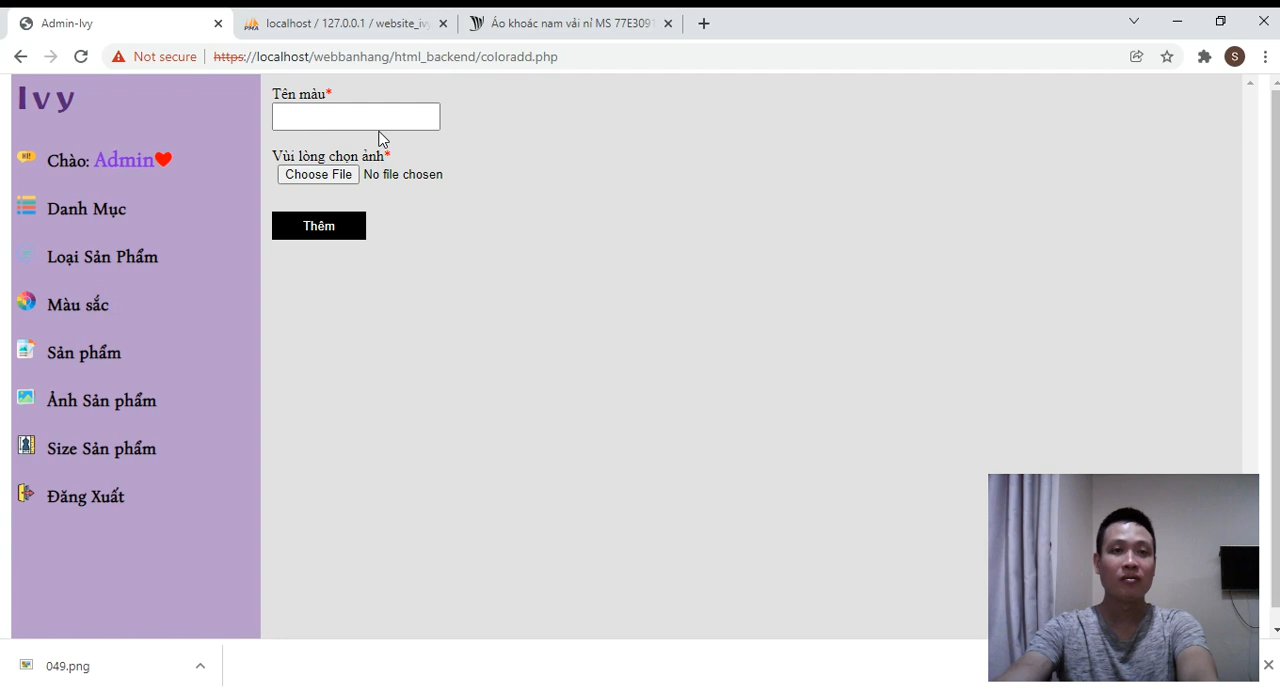 Admin-Ivy
localhost / 127.0.0.1 / website_iv
Áo khoác nam vải nỉ MS 77E3091
Not secure
https://localhost/webbanhang/html_backend/coloradd.php
S
Ivy
HI!
Chào: Admin
Danh Mục
Loại Sản Phẩm
Màu sắc
Sản phẩm
Ảnh Sản phẩm
Size Sản phẩm
Đăng Xuất
Tên màu*
Vùi lòng chọn ảnh*
Choose File No file chosen
Thêm
049.png